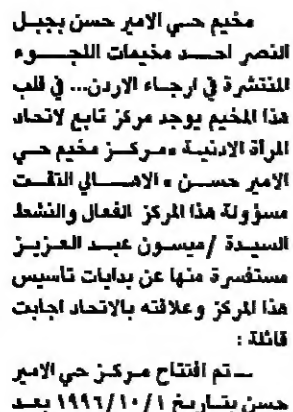 مخيم حي الامير حسن بجبل
النصر احد مخيمات اللجوء
المنتشرة في ارجاء الاردن... في قلب
هذا المخيم يوجد مركز تابع لاتحاد
المرأة الاردنية «مركز مخيم حي
الامير حسن» الاهالي التقت
مسؤولة هذا المركز الفعال والنشط
السيدة / ميسون عبد العزيز
مستفسرة منها عن بدايات تاسيس
هذا المركز وعلاقته بالاتحاد اجابت
قائلة :
ــ تم افتتاح مركز حي الامير
حسن بتاريخ ١٩٩٦/١٠/١ بعد